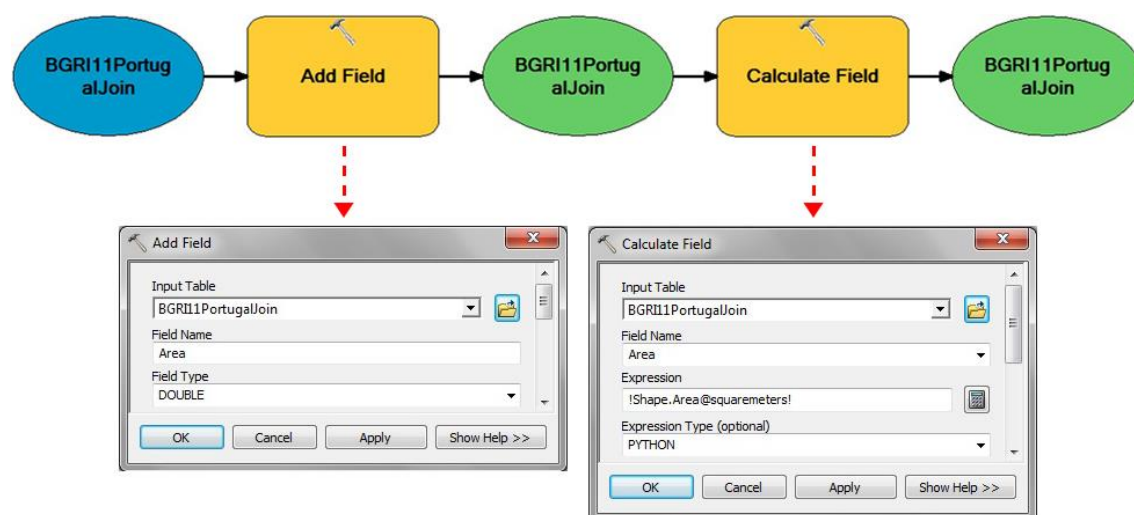 BGRI11Portug
alJoin
Add Field
BGRI11Portug
alJoin
Calculate Field
BGRI11Portug
alJoin
Add Field
Input Table
BGRI11PortugalJoin
Field Name
Area
Field Type
DOUBLE
OK
Cancel
Apply
Show Help >>
Calculate Field
Input Table
BGRI11PortugalJoin
Field Name
Area
Expression
!Shape.Area@squaremeters!
Expression Type (optional)
PYTHON
OK
Cancel
Apply
Show Help >>